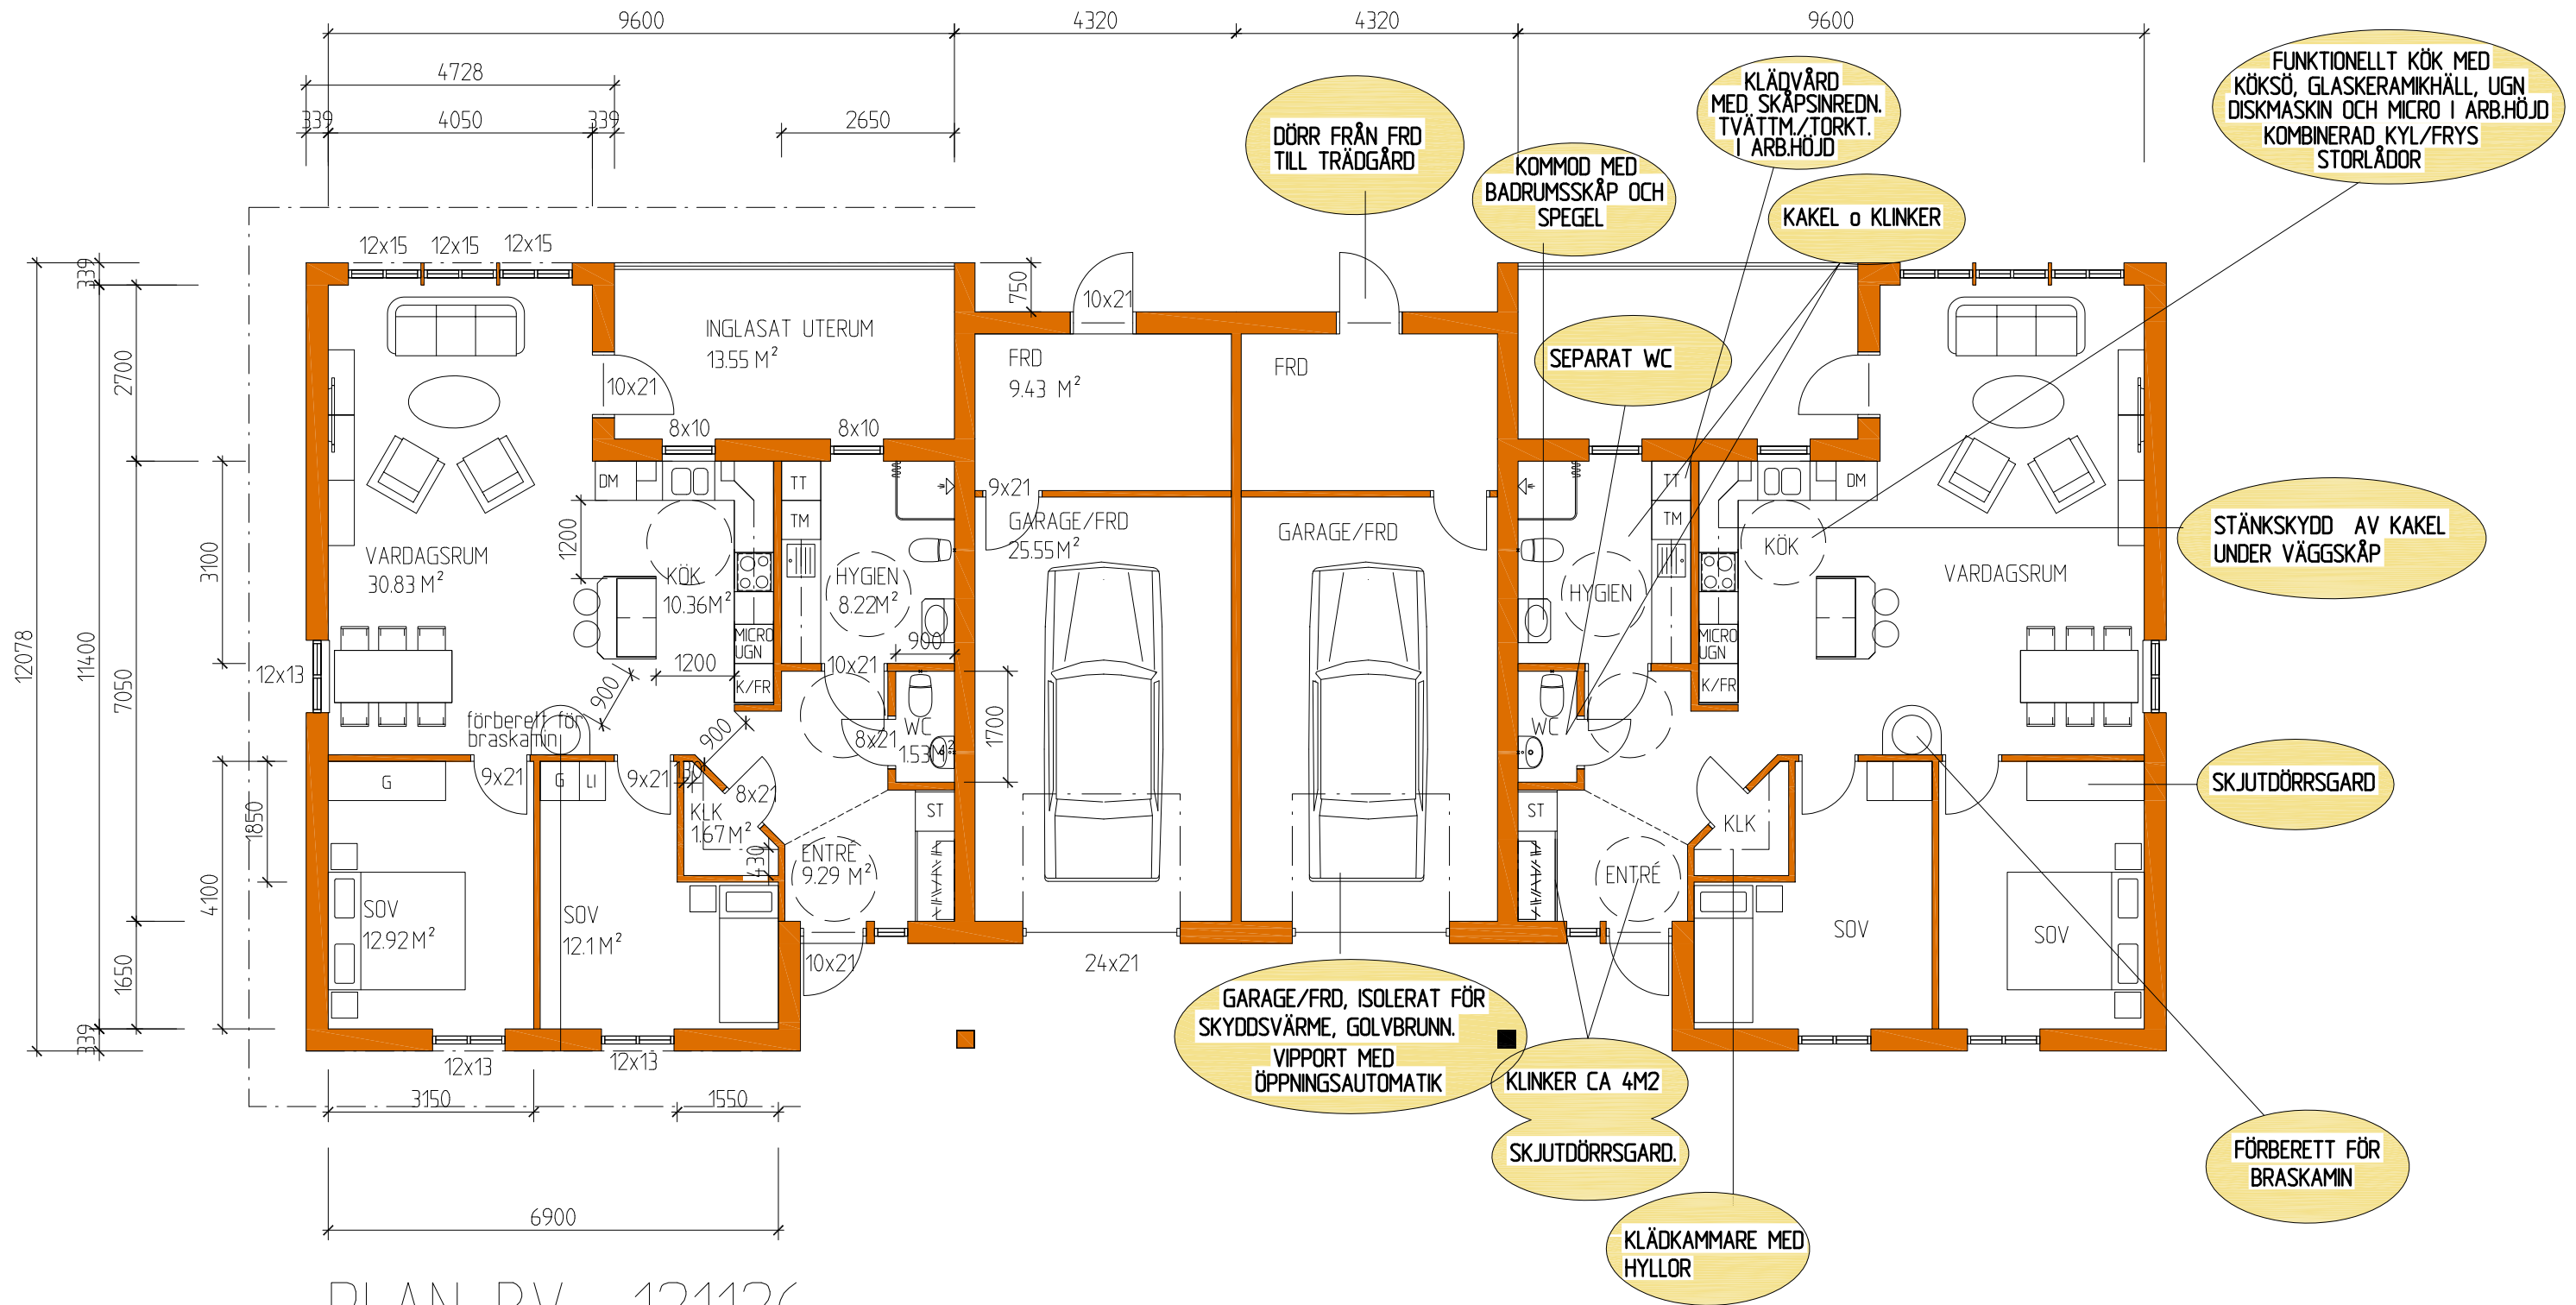 9600
4320
4320
9600
4728
339
4050
339
2650
KLÄDVÅRD
MED SKÅPSINREDN.
TVÄTTM./TORKT.
I ARB.HÖJD
FUNKTIONELLT KÖK MED
KÖKSÖ, GLASKERAMIKHÄLL, UGN
DISKMASKIN OCH MICRO I ARB.HÖJD
KOMBINERAD KYL/FRYS
STORLÅDOR
DÖRR FRÅN FRD
TILL TRÄDGÅRD
KOMMOD MED
BADRUMSSKÅP OCH
SPEGEL
KAKEL o KLINKER
12x15
12x15
12x15
339
750
10x21
INGLASAT UTERUM
13.55 M²
FRD
9.43 M²
FRD
SEPARAT WC
2700
10x21
8x10
8x10
DM
TT
TM
9x21
GARAGE/FRD
25.55M²
GARAGE/FRD
TT
TM
DM
KÖK
STÄNKSKYDD AV KAKEL
UNDER VÄGGSKÅP
1200
3100
VARDAGSRUM
30.83 M²
KÖK
10.36M²
HYGIEN
8.22M²
HYGIEN
VARDAGSRUM
12078
11400
7050
MICRO
UGN
900
MICRO
UGN
12x13
1200
K/FR
10x21
K/FR
900
900
förberett för
braskamin
WC
1.53M²
8x21
1700
WC
9x21
9x21
130
G
G
LI
8x21
KLK
1.67 M²
ST
ST
KLK
SKJUTDÖRRSGARD
1850
4100
430
ENTRÉ
9.29 M²
ENTRÉ
SOV
12.92M²
SOV
12.1 M²
SOV
SOV
1650
10x21
24x21
GARAGE/FRD, ISOLERAT FÖR
SKYDDSVÄRME, GOLVBRUNN.
VIPPORT MED
ÖPPNINGSAUTOMATIK
339
12x13
12x13
KLINKER CA 4M2
3150
1550
SKJUTDÖRRSGARD.
FÖRBERETT FÖR
BRASKAMIN
6900
KLÄDKAMMARE MED
HYLLOR
PLAN BV 121126